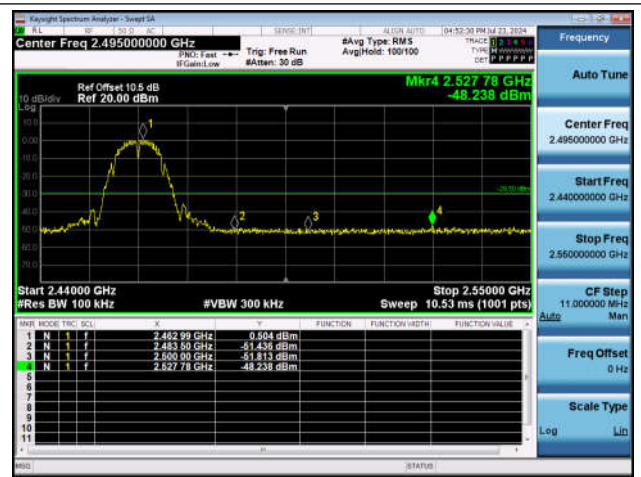 Keysight Spectrum Analyzer - Swept SA
RL RF 50 Ω AC SENSE:INT ALIGN AUTO 04:52:30 PM Jul 23, 2024
Center Freq 2.495000000 GHz
PNO: Fast
IFGain:Low
Trig: Free Run
#Atten: 30 dB
#Avg Type: RMS
Avg|Hold: 100/100
TRACE 1 2 3 4 5 6
TYPE M WWWWW
DET P P P P P P
Ref Offset 10.5 dB
10 dB/div Ref 20.00 dBm
Log
Mkr4 2.527 78 GHz
-48.238 dBm
10.0
0.00
-10.0
-20.0
-30.0
-40.0
-50.0
-60.0
-70.0
1
2
3
4
Start 2.44000 GHz
Stop 2.55000 GHz
#Res BW 100 kHz
#VBW 300 kHz
Sweep 10.53 ms (1001 pts)
MKR MODE TRC SCL X Y FUNCTION FUNCTION WIDTH FUNCTION VALUE
1 N 1 f 2.462 99 GHz 0.504 dBm
2 N 1 f 2.483 50 GHz -51.436 dBm
3 N 1 f 2.500 00 GHz -51.813 dBm
4 N 1 f 2.527 78 GHz -48.238 dBm
5
6
7
8
9
10
11
MSG
STATUS
Frequency
Auto Tune
Center Freq
2.495000000 GHz
Start Freq
2.440000000 GHz
Stop Freq
2.550000000 GHz
CF Step
11.000000 MHz
Auto Man
Freq Offset
0 Hz
Scale Type
Log Lin